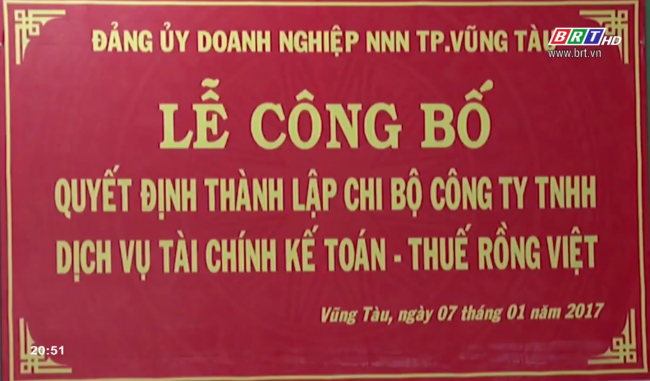 ĐẢNG ỦY DOANH NGHIỆP NNN TP.VŨNG TÀU
BRT HD
www.brt.vn
LỄ CÔNG BỐ
QUYẾT ĐỊNH THÀNH LẬP CHI BỘ CÔNG TY TNHH
DỊCH VỤ TÀI CHÍNH KẾ TOÁN - THUẾ RỒNG VIỆT
Vũng Tàu, ngày 07 tháng 01 năm 2017
20:51